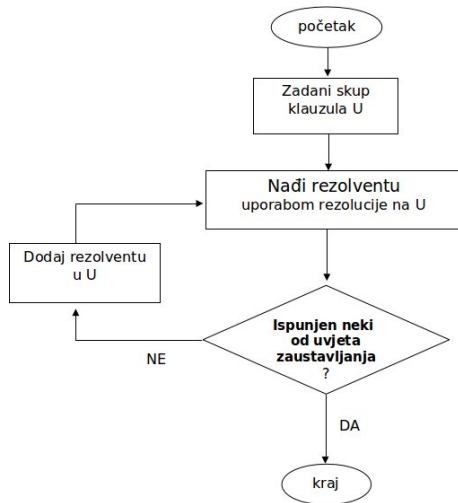 početak
Zadani skup
klauzula U
Nađi rezolventu
uporabom rezolucije na U
Dodaj rezolventu
u U
Ispunjen neki
od uvjeta
zaustavljanja
?
NE
DA
kraj